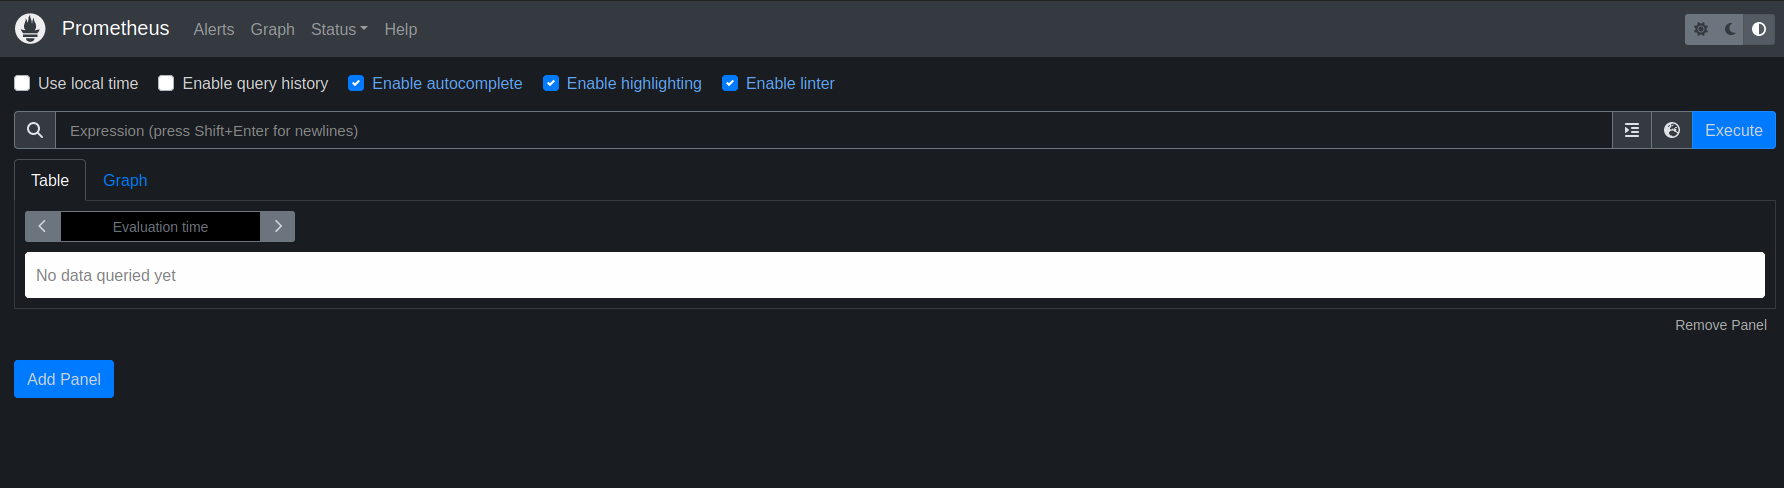 Prometheus Alerts Graph Status Help
Use local time Enable query history Enable autocomplete Enable highlighting Enable linter
Expression (press Shift+Enter for newlines) Execute
Table Graph
Evaluation time
No data queried yet
Remove Panel
Add Panel